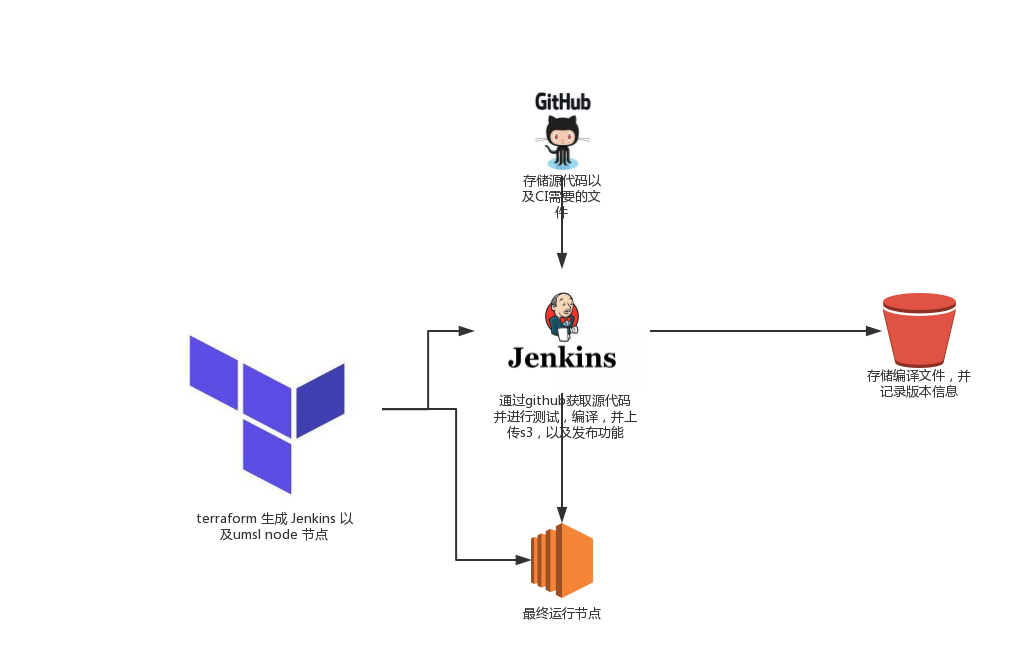 GitHub
存储源代码以
及CI需要的文
件
Jenkins
通过github获取源代码
并进行测试，编译，并上
传s3，以及发布功能
存储编译文件，并
记录版本信息
terraform 生成 Jenkins 以
及umsl node 节点
最终运行节点